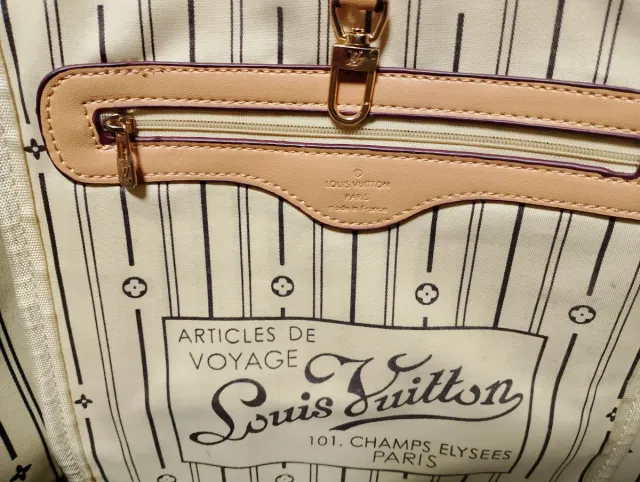 LOUIS VUITTON
PARIS
made in France
ARTICLES DE
VOYAGE
Louis Vuitton
101. CHAMPS ELYSEES
PARIS